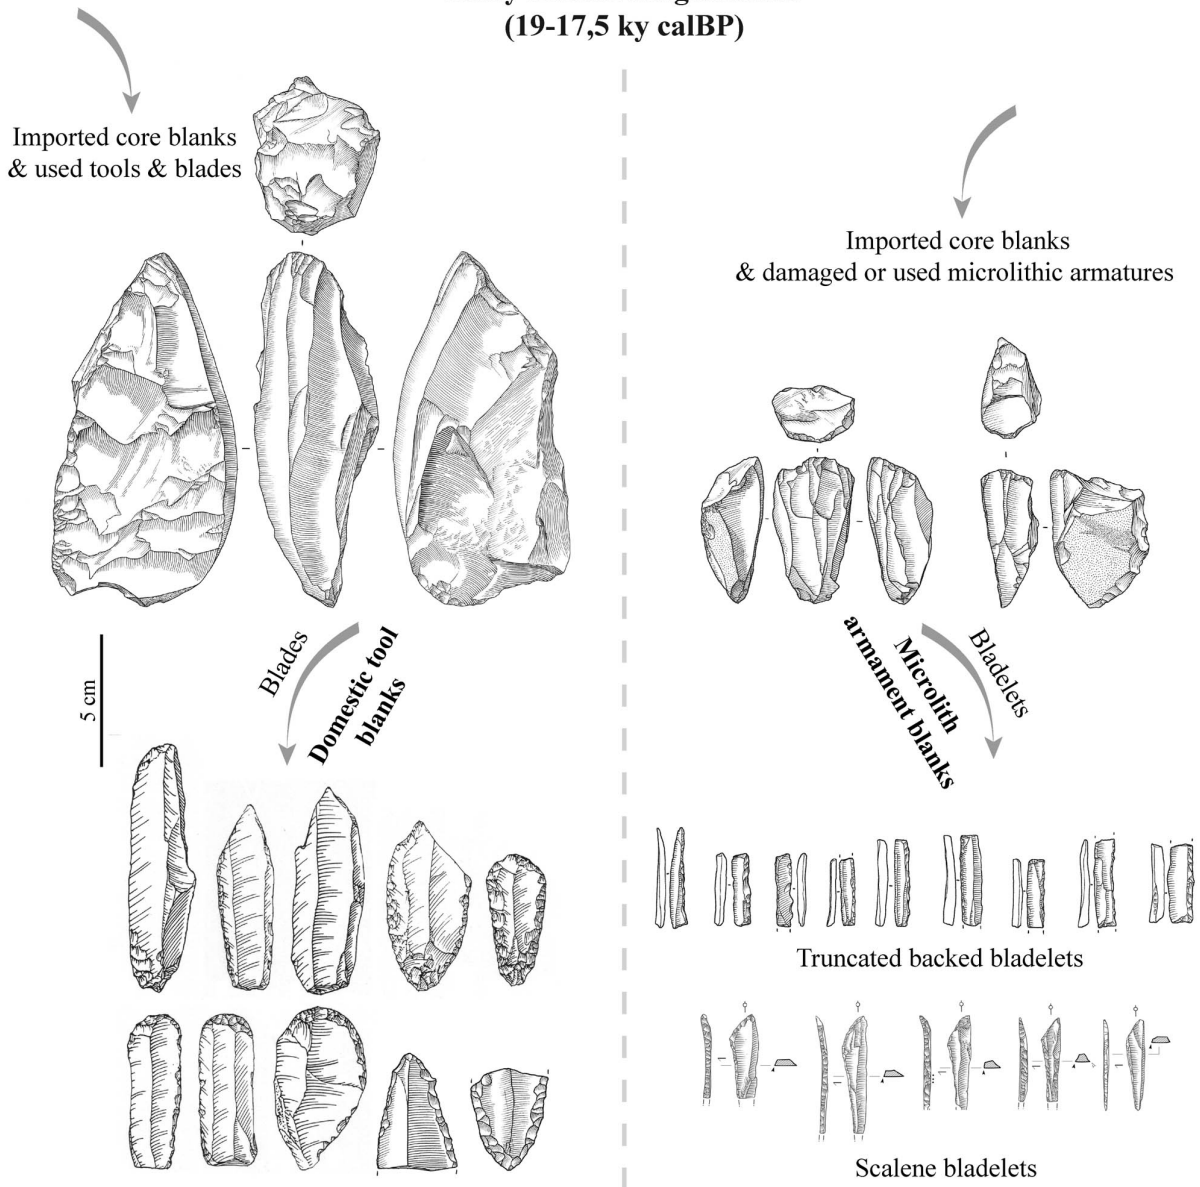 (19-17,5 ky calBP)
Imported core blanks
& used tools & blades
Imported core blanks
& damaged or used microlithic armatures
5 cm
Blades
Domestic tool
blanks
Bladelets
Microlith
armament blanks
Truncated backed bladelets
Scalene bladelets